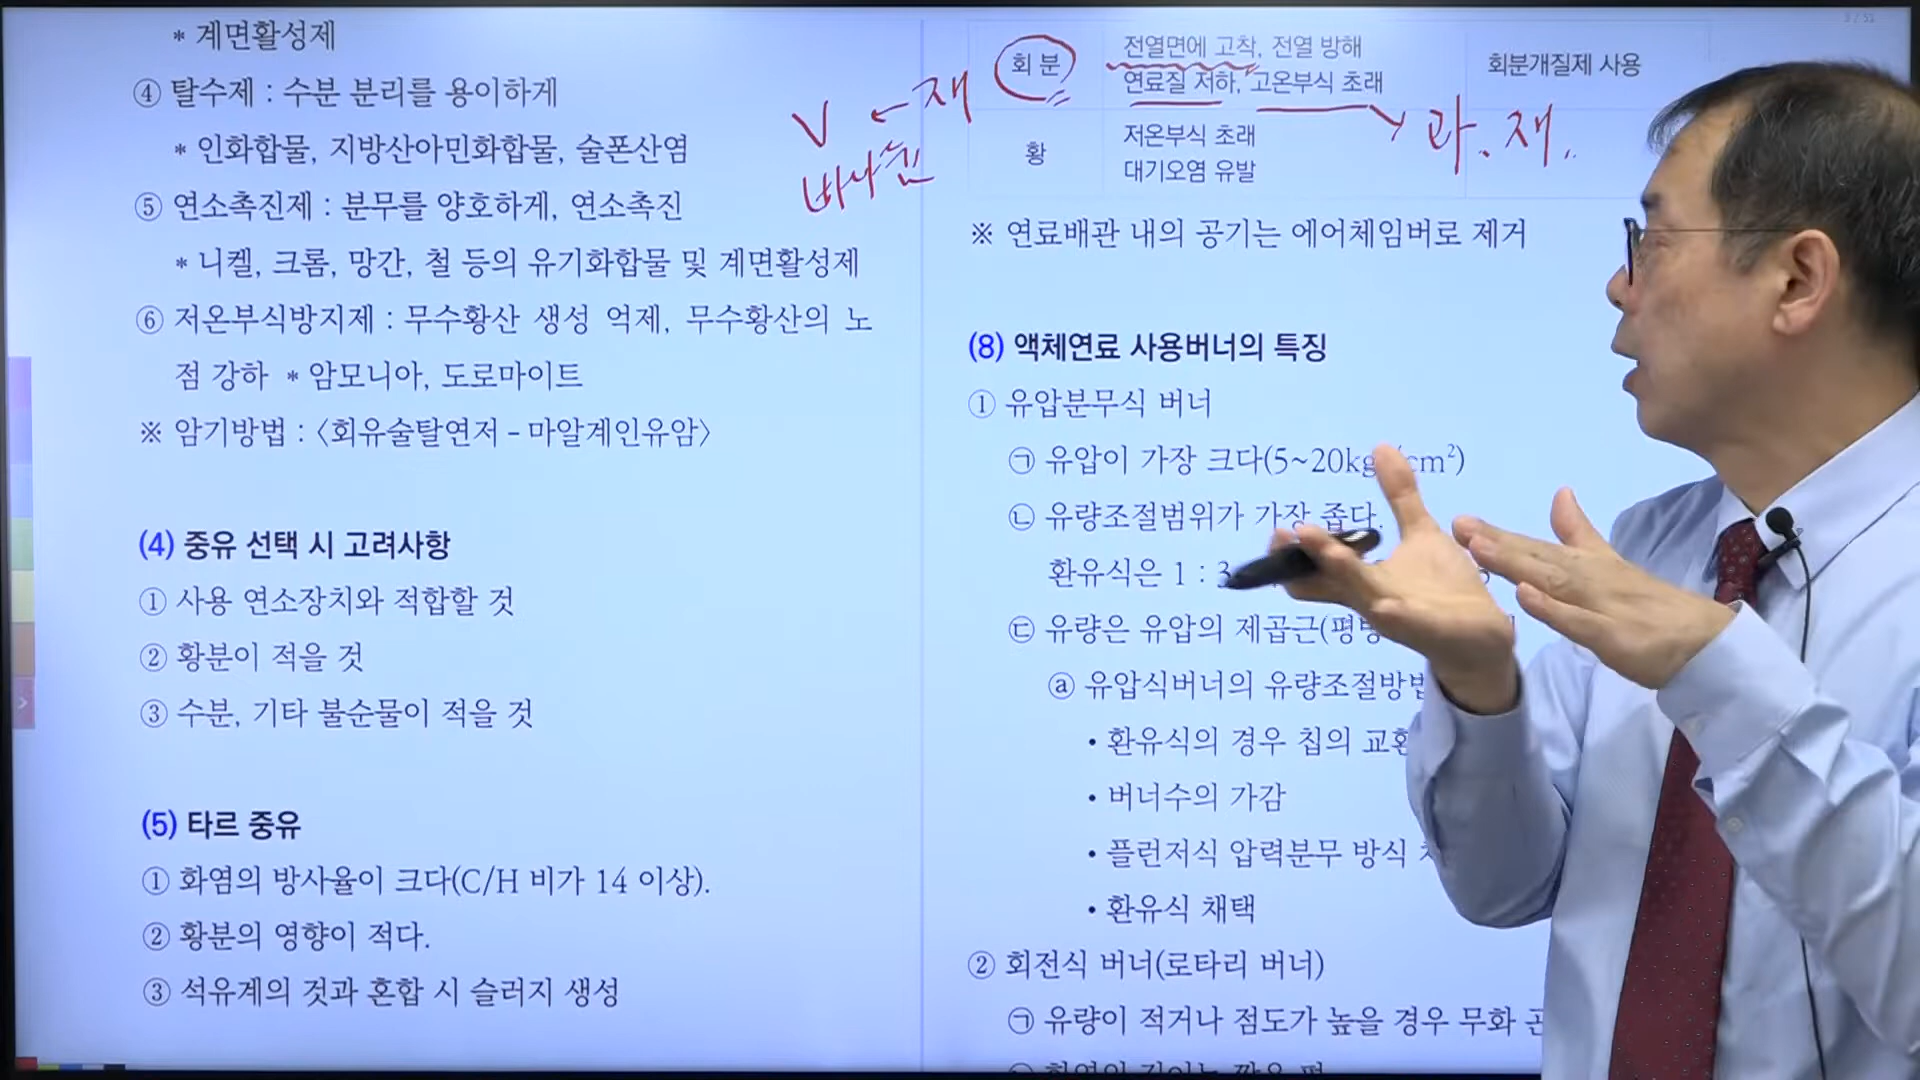 * 계면활성제
④ 탈수제 : 수분 분리를 용이하게
* 인화합물, 지방산아민화합물, 술폰산염
⑤ 연소촉진제 : 분무를 양호하게, 연소촉진
* 니켈, 크롬, 망간, 철 등의 유기화합물 및 계면활성제
⑥ 저온부식방지제 : 무수황산 생성 억제, 무수황산의 노
점 강하 * 암모니아, 도로마이트
※ 암기방법 : 〈회유술탈연저 – 마알계인유암〉
(4) 중유 선택 시 고려사항
① 사용 연소장치와 적합할 것
② 황분이 적을 것
③ 수분, 기타 불순물이 적을 것
(5) 타르 중유
① 화염의 방사율이 크다(C/H 비가 14 이상).
② 황분의 영향이 적다.
③ 석유계의 것과 혼합 시 슬러지 생성
V ← 재
바나듐
회분
전열면에 고착, 전열 방해
연료질 저하, 고온부식 초래
회분개질제 사용
과. 재.
황
저온부식 초래
대기오염 유발
※ 연료배관 내의 공기는 에어체임버로 제거
(8) 액체연료 사용버너의 특징
① 유압분무식 버너
㉠ 유압이 가장 크다(5~20kg /cm²)
㉡ 유량조절범위가 가장 좁다.
환유식은 1 : 3
㉢ 유량은 유압의 제곱근(평방
ⓐ 유압식버너의 유량조절방법
• 환유식의 경우 칩의 교환
• 버너수의 가감
• 플런저식 압력분무 방식
• 환유식 채택
② 회전식 버너(로타리 버너)
㉠ 유량이 적거나 점도가 높을 경우 무화